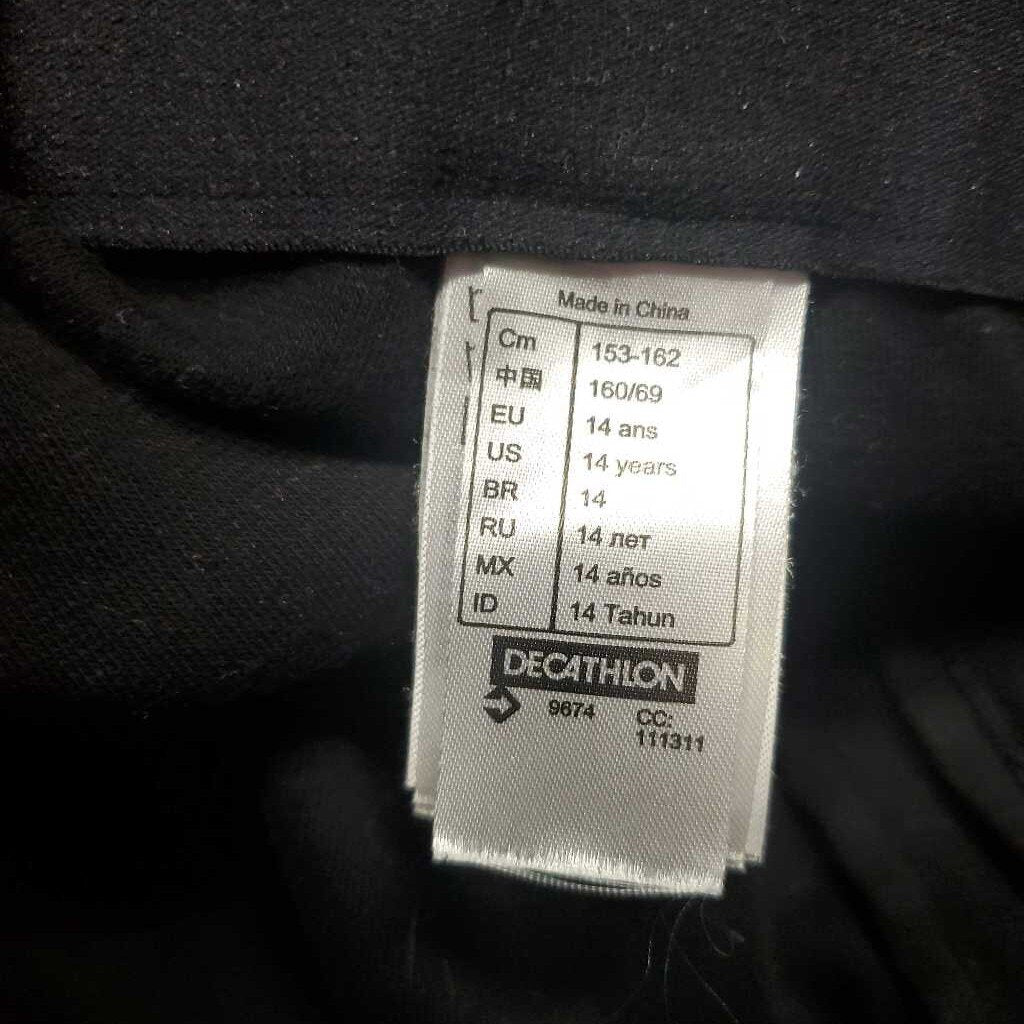 Made in China
Cm 153-162
中国 160/69
EU 14 ans
US 14 years
BR 14
RU 14 лет
MX 14 años
ID 14 Tahun
DECATHLON
9674 CC:
111311